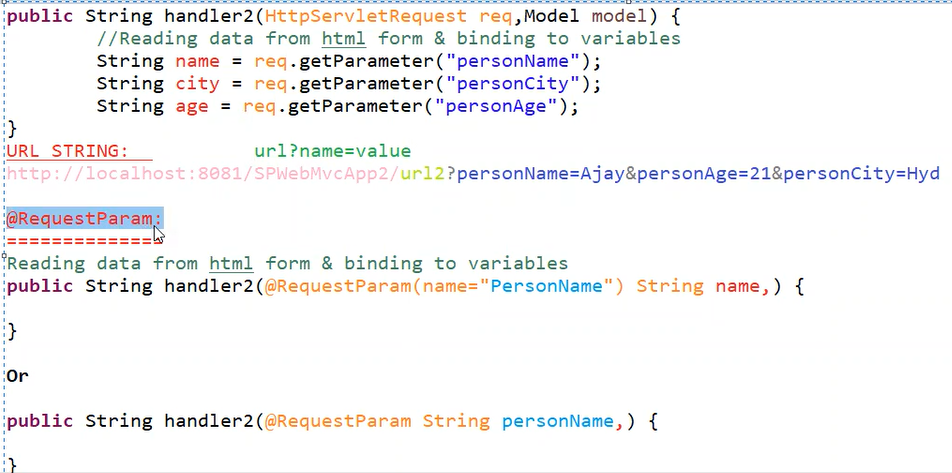 public String handler2(HttpServletRequest req,Model model) {
//Reading data from html form & binding to variables
String name = req.getParameter("personName");
String city = req.getParameter("personCity");
String age = req.getParameter("personAge");
}
URL STRING: url?name=value
http://localhost:8081/SPWebMvcApp2/url2?personName=Ajay&personAge=21&personCity=Hyd
@RequestParam:
==============
Reading data from html form & binding to variables
public String handler2(@RequestParam(name="PersonName") String name,) {
}
Or
public String handler2(@RequestParam String personName,) {
}